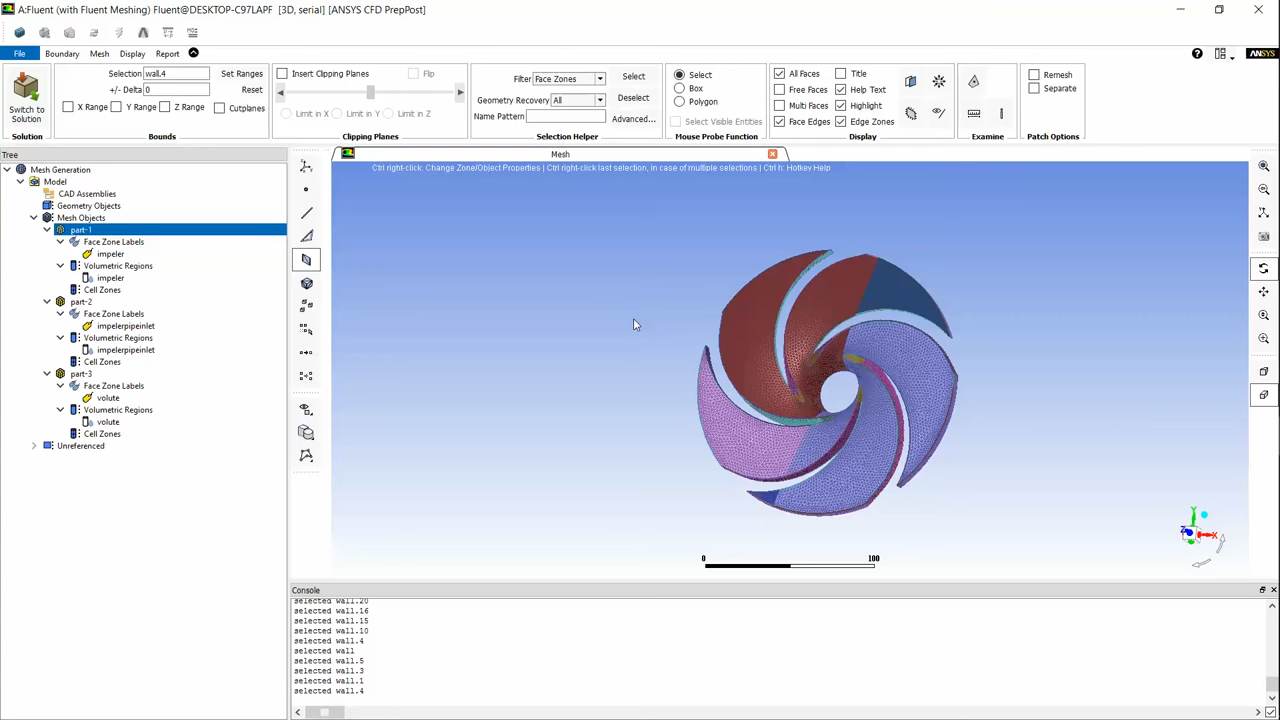 A:Fluent (with Fluent Meshing) Fluent@DESKTOP-C97LAPF [3D, serial] [ANSYS CFD PrepPost]
File Boundary Mesh Display Report
ANSYS
Switch to
Solution
Solution
Selection wall.4 Set Ranges
+/- Delta 0 Reset
X Range Y Range Z Range Cutplanes
Bounds
Insert Clipping Planes Flip
Limit in X Limit in Y Limit in Z
Clipping Planes
Filter Face Zones Select
Geometry Recovery All Deselect
Name Pattern Advanced...
Selection Helper
Select
Box
Polygon
Select Visible Entities
Mouse Probe Function
All Faces Title
Free Faces Help Text
Multi Faces Highlight
Face Edges Edge Zones
Display
Examine
Remesh
Separate
Patch Options
Tree
Mesh Generation
Model
CAD Assemblies
Geometry Objects
Mesh Objects
part-1
Face Zone Labels
impeler
Volumetric Regions
impeler
Cell Zones
part-2
Face Zone Labels
impelerpipeinlet
Volumetric Regions
impelerpipeinlet
Cell Zones
part-3
Face Zone Labels
volute
Volumetric Regions
volute
Cell Zones
Unreferenced
Mesh
Ctrl right-click: Change Zone/Object Properties | Ctrl right-click last selection, in case of multiple selections | Ctrl h: Hotkey Help
Y
Z
X
0 100
Console
selected wall.20
selected wall.16
selected wall.15
selected wall.10
selected wall.4
selected wall
selected wall.5
selected wall.3
selected wall.1
selected wall.4